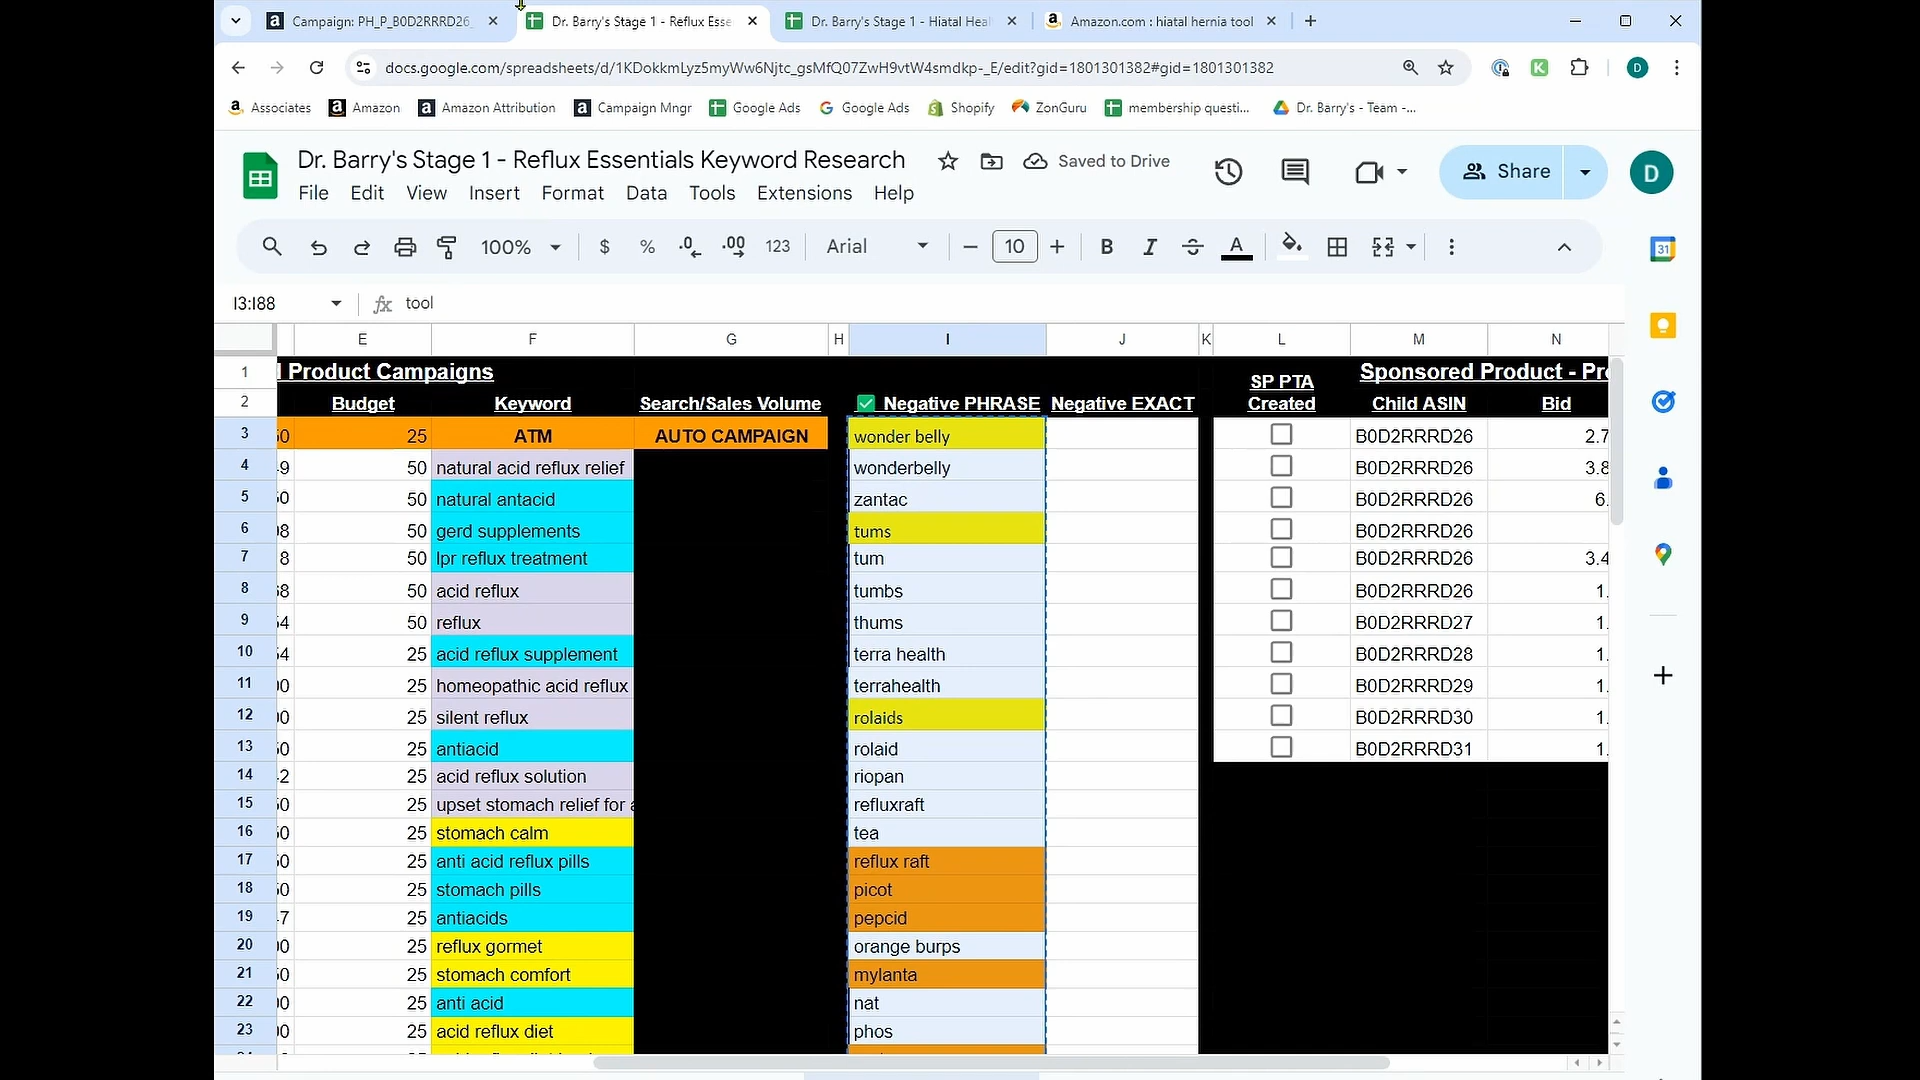 Campaign: PH_P_B0D2RRRD26_
Dr. Barry's Stage 1 - Reflux Esse
Dr. Barry's Stage 1 - Hiatal Hea
Amazon.com : hiatal hernia tool
docs.google.com/spreadsheets/d/1KDokkmLyz5myWw6Njtc_gsMfQ07ZwH9vtW4smdkp-_E/edit?gid=1801301382#gid=1801301382
D
Associates Amazon Amazon Attribution Campaign Mngr Google Ads Google Ads Shopify ZonGuru membership questi... Dr. Barry's - Team -...
Dr. Barry's Stage 1 - Reflux Essentials Keyword Research Saved to Drive
Share
D
File Edit View Insert Format Data Tools Extensions Help
100% $ % .0 .00 123 Arial 10 B I A
31
I3:I88 fx tool
E F G H I J K L M N
1 l Product Campaigns Sponsored Product - Pro
2 Budget Keyword Search/Sales Volume Negative PHRASE Negative EXACT SP PTA Created Child ASIN Bid
3 50 25 ATM AUTO CAMPAIGN wonder belly B0D2RRRD26 2.7
4 9 50 natural acid reflux relief wonderbelly B0D2RRRD26 3.8
5 0 50 natural antacid zantac B0D2RRRD26 6.
6 8 50 gerd supplements tums B0D2RRRD26
7 8 50 lpr reflux treatment tum B0D2RRRD26 3.4
8 8 50 acid reflux tumbs B0D2RRRD26 1.
9 4 50 reflux thums B0D2RRRD27 1.
10 4 25 acid reflux supplement terra health B0D2RRRD28 1.
11 0 25 homeopathic acid reflux terrahealth B0D2RRRD29 1.
12 0 25 silent reflux rolaids B0D2RRRD30 1.
13 0 25 antiacid rolaid B0D2RRRD31 1.
14 2 25 acid reflux solution riopan
15 0 25 upset stomach relief for a refluxraft
16 0 25 stomach calm tea
17 0 25 anti acid reflux pills reflux raft
18 0 25 stomach pills picot
19 7 25 antiacids pepcid
20 0 25 reflux gormet orange burps
21 0 25 stomach comfort mylanta
22 0 25 anti acid nat
23 0 25 acid reflux diet phos